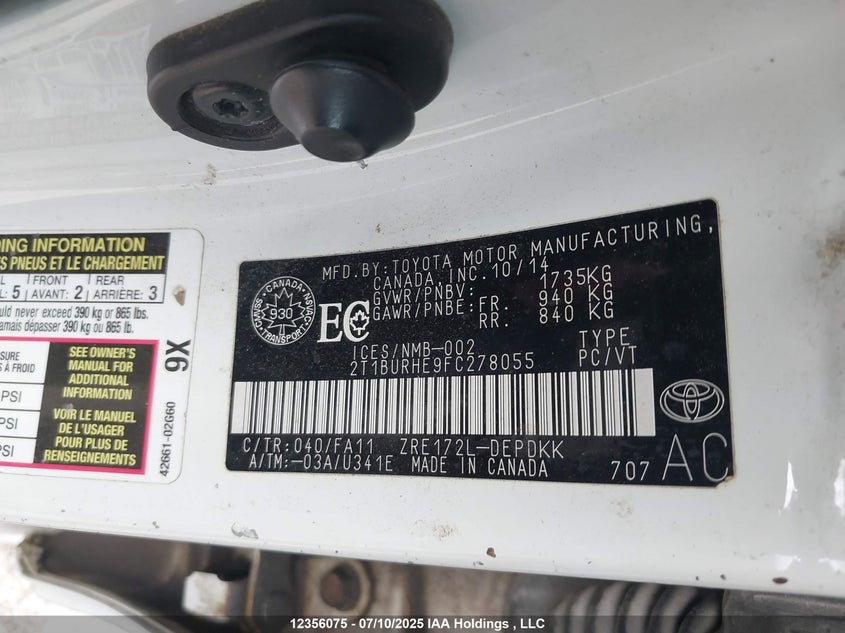 DING INFORMATION
S PNEUS ET LE CHARGEMENT
L FRONT REAR
L: 5 AVANT: 2 ARRIÈRE: 3
uld never exceed 390 kg or 865 lbs.
amais dépasser 390 kg ou 865 lb.
SURE
PSI
PSI
SEE OWNER'S
MANUAL FOR
ADDITIONAL
INFORMATION
VOIR LE MANUEL
DE L'USAGER
POUR PLUS DE
RENSEIGNEMENTS
9X
42661-02G60
MFD.BY:TOYOTA MOTOR MANUFACTURING,
CANADA,INC.10/14
GVWR/PNBV: 1735KG
GAWR/PNBE:FR: 940 KG
RR. 840 KG
CANADA
930
TRANSPORT
EC
ICES/NMB-002 TYPE
2T1BURHE9FC278055 PC/VT
C/TR:040/FA11 ZRE172L-DEPDKK
A/TM:-03A/U341E MADE IN CANADA
707 AC
12356075 - 07/10/2025 IAA Holdings , LLC